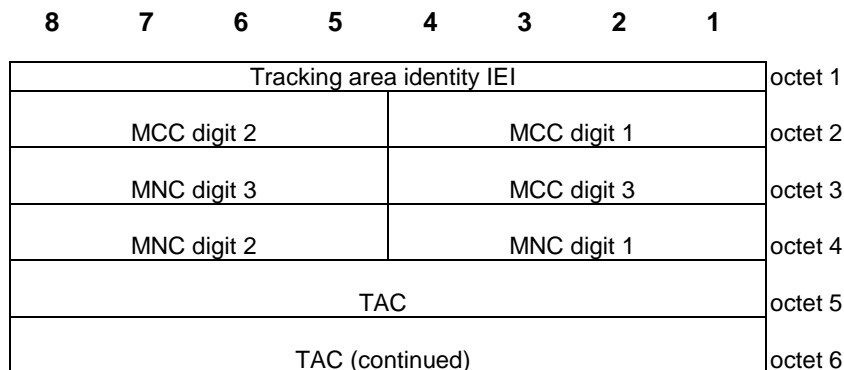 8 7 6 5 4 3 2 1
Tracking area identity IEI octet 1
MCC digit 2 MCC digit 1 octet 2
MNC digit 3 MCC digit 3 octet 3
MNC digit 2 MNC digit 1 octet 4
TAC octet 5
TAC (continued) octet 6